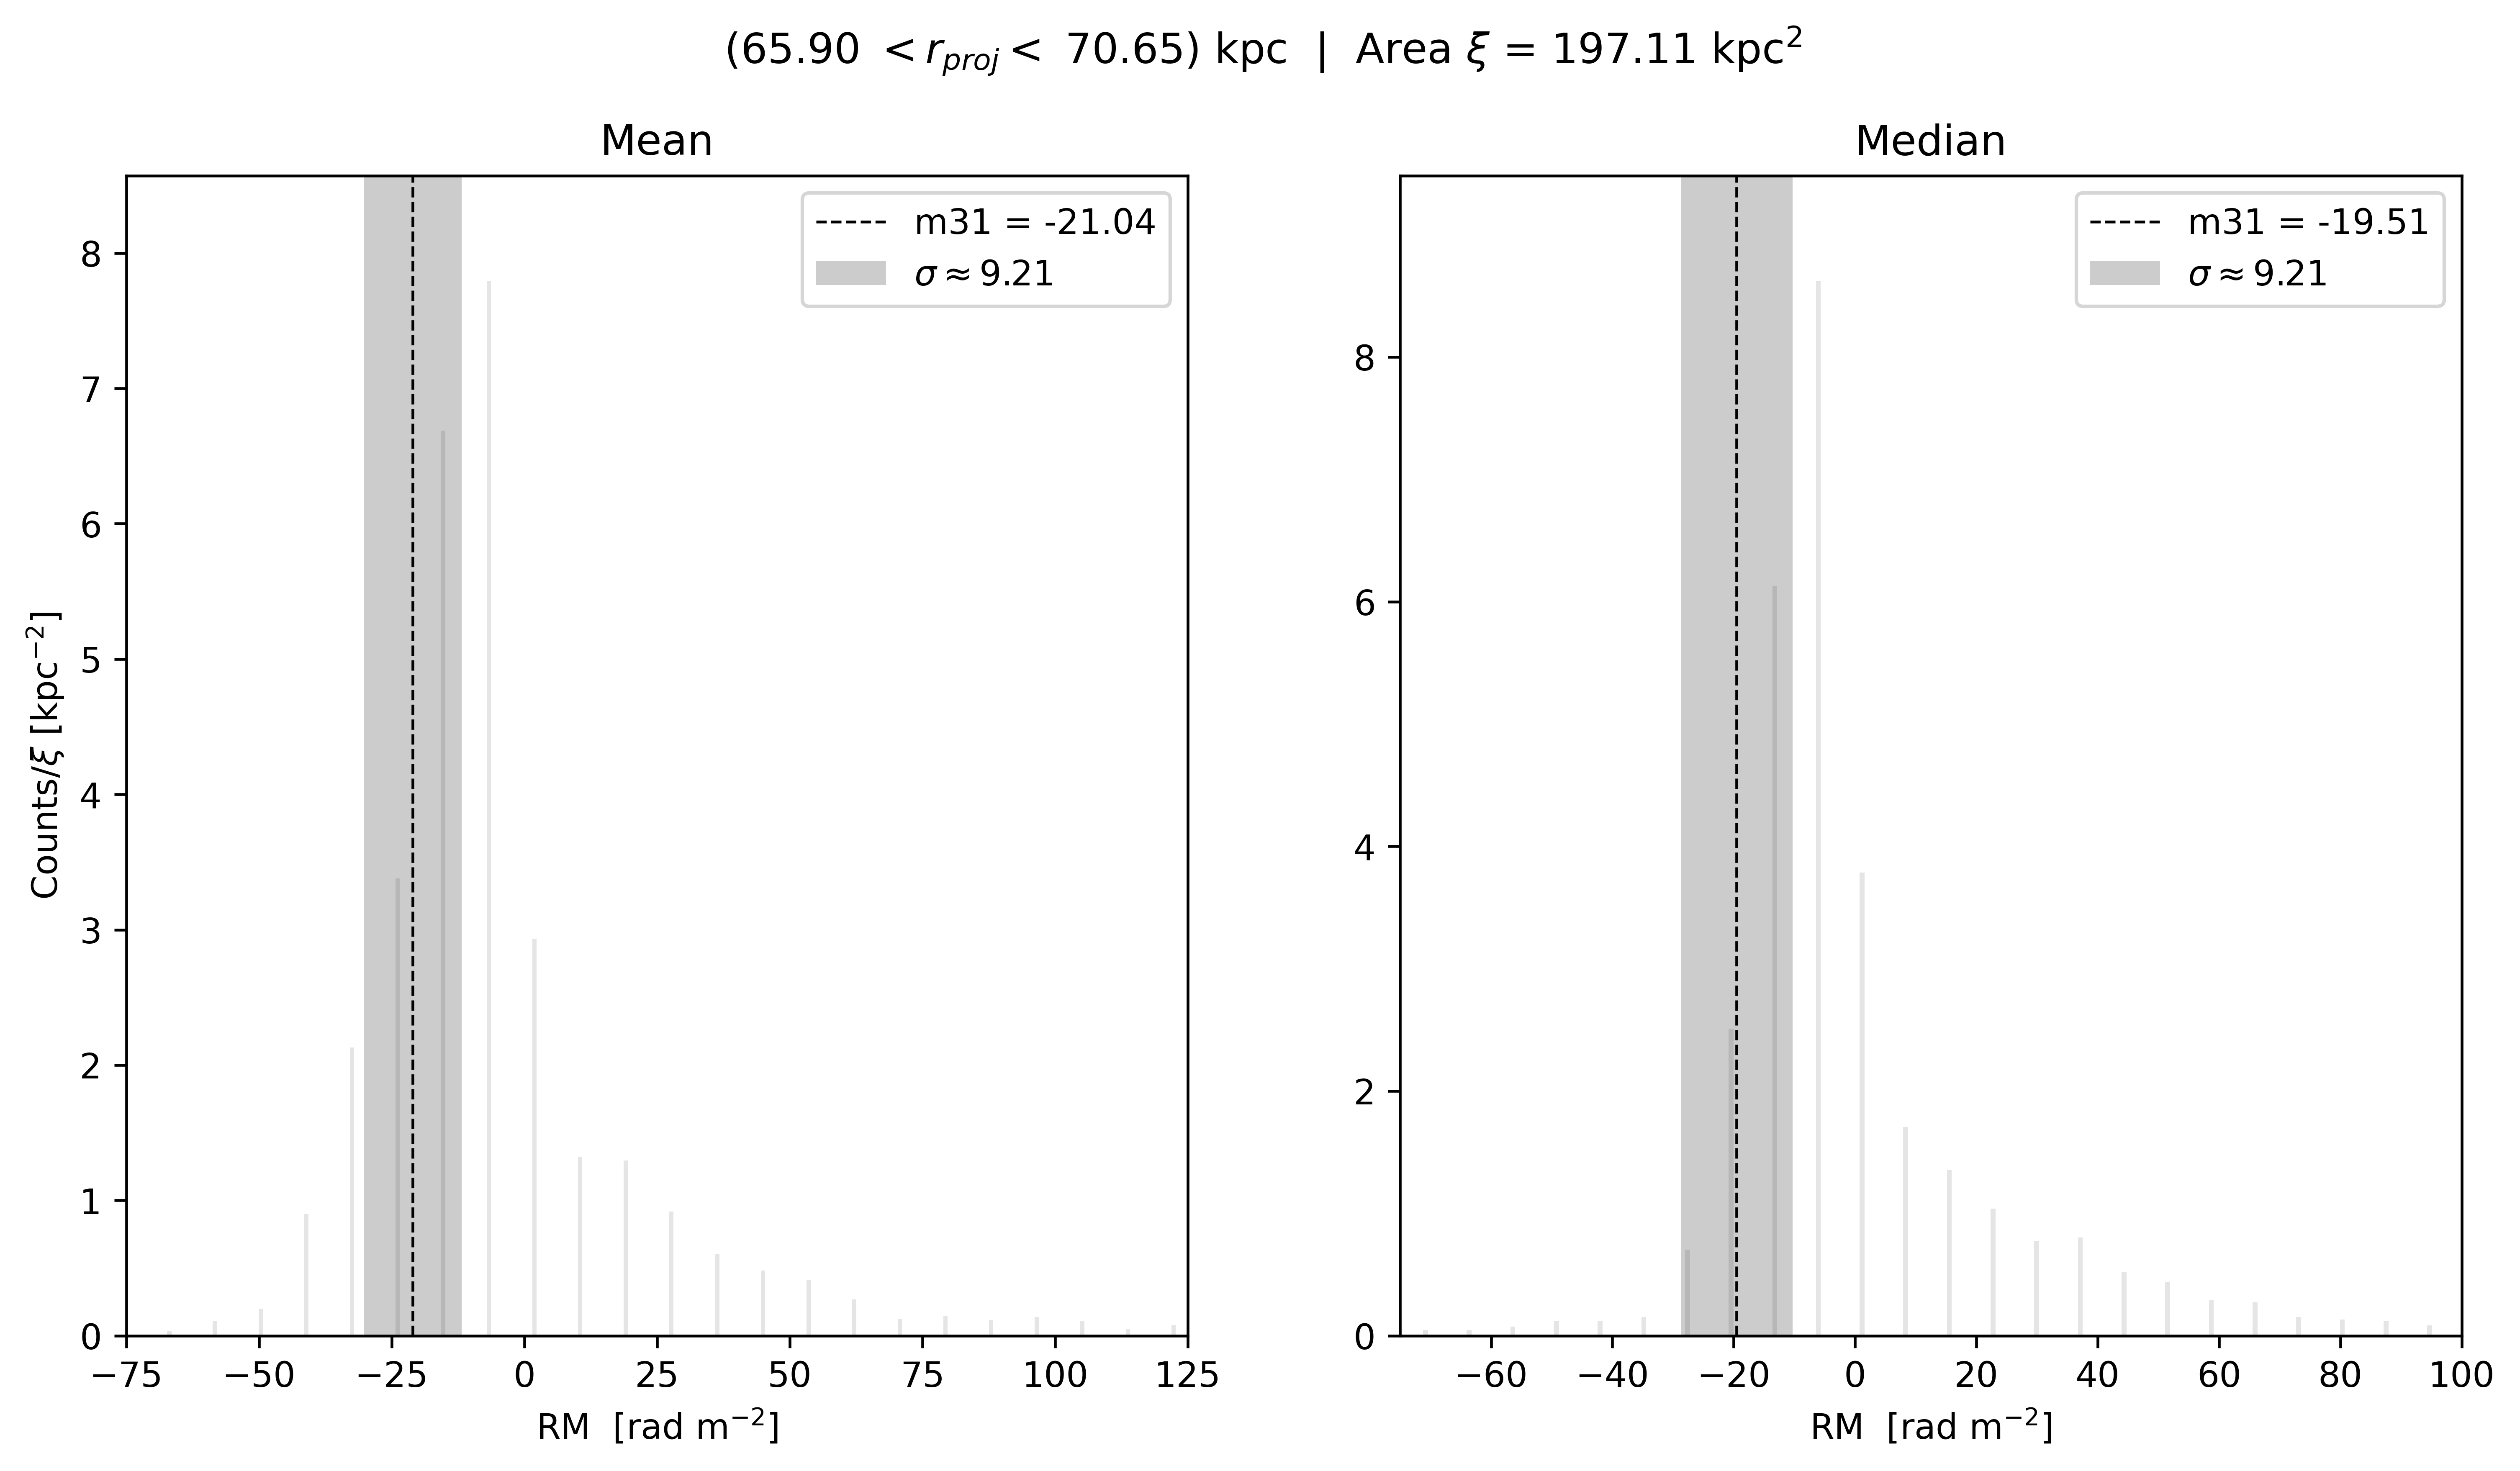 (65.90 < r_proj < 70.65) kpc | Area ξ = 197.11 kpc²
Mean
m31 = -21.04
σ ≈ 9.21
Counts/ξ [kpc⁻²]
8
7
6
5
4
3
2
1
0
−75 −50 −25 0 25 50 75 100 125
RM [rad m⁻²]
Median
m31 = -19.51
σ ≈ 9.21
8
6
4
2
0
−60 −40 −20 0 20 40 60 80 100
RM [rad m⁻²]